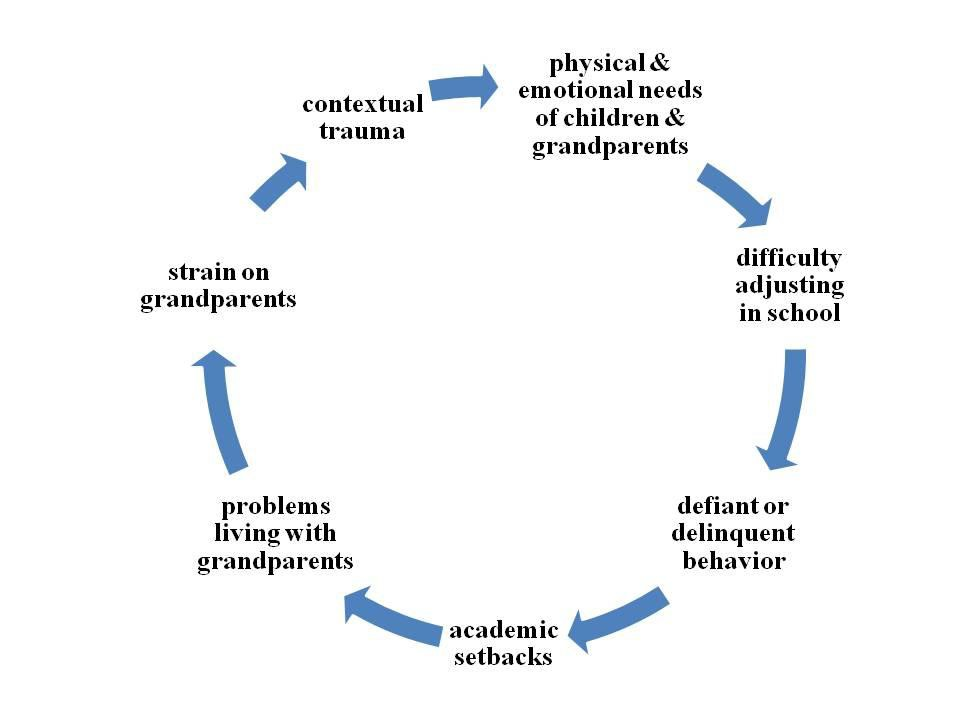 contextual
trauma
physical &
emotional needs
of children &
grandparents
difficulty
adjusting
in school
defiant or
delinquent
behavior
academic
setbacks
problems
living with
grandparents
strain on
grandparents